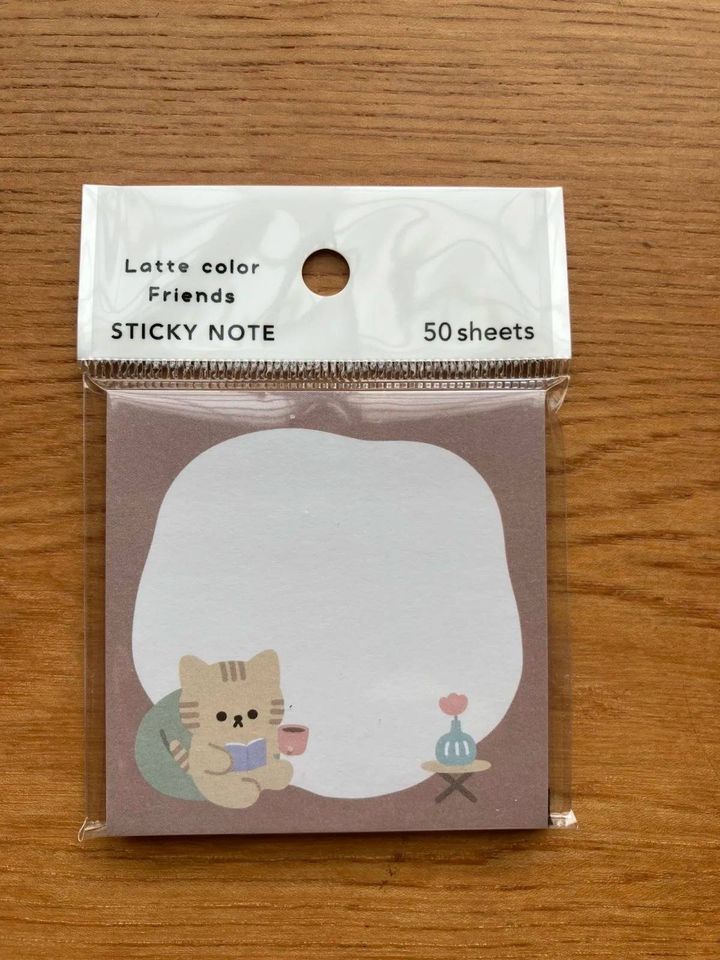 Latte color
Friends
STICKY NOTE
50 sheets